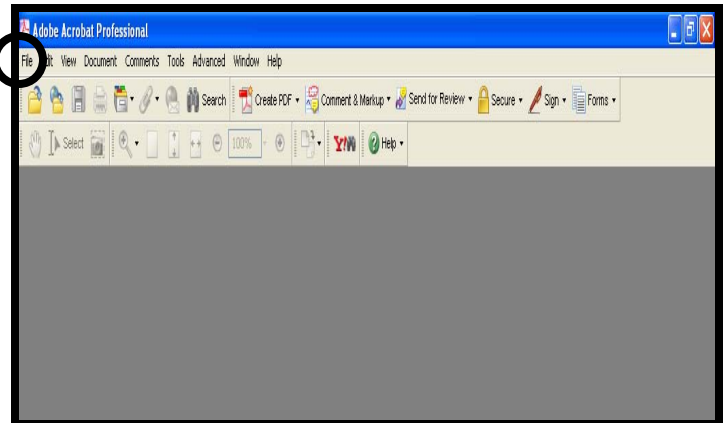 Adobe Acrobat Professional
File Edit View Document Comments Tools Advanced Window Help
Search Create PDF Comment & Markup Send for Review Secure Sign Forms
Select 100% Y! Help